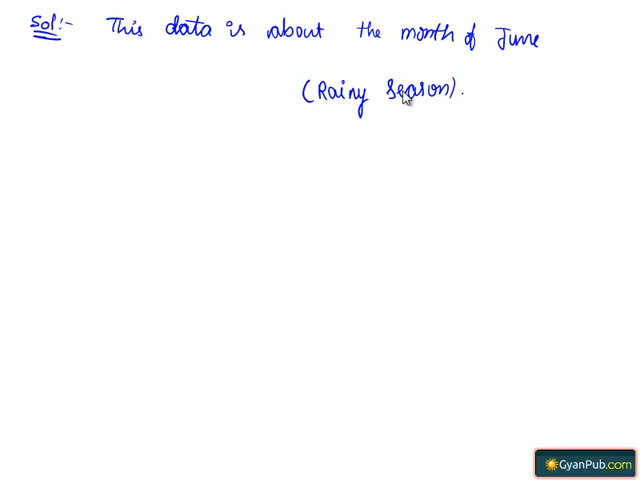 Sol:- This data is about the month of June
(Rainy Season).
GyanPub.com